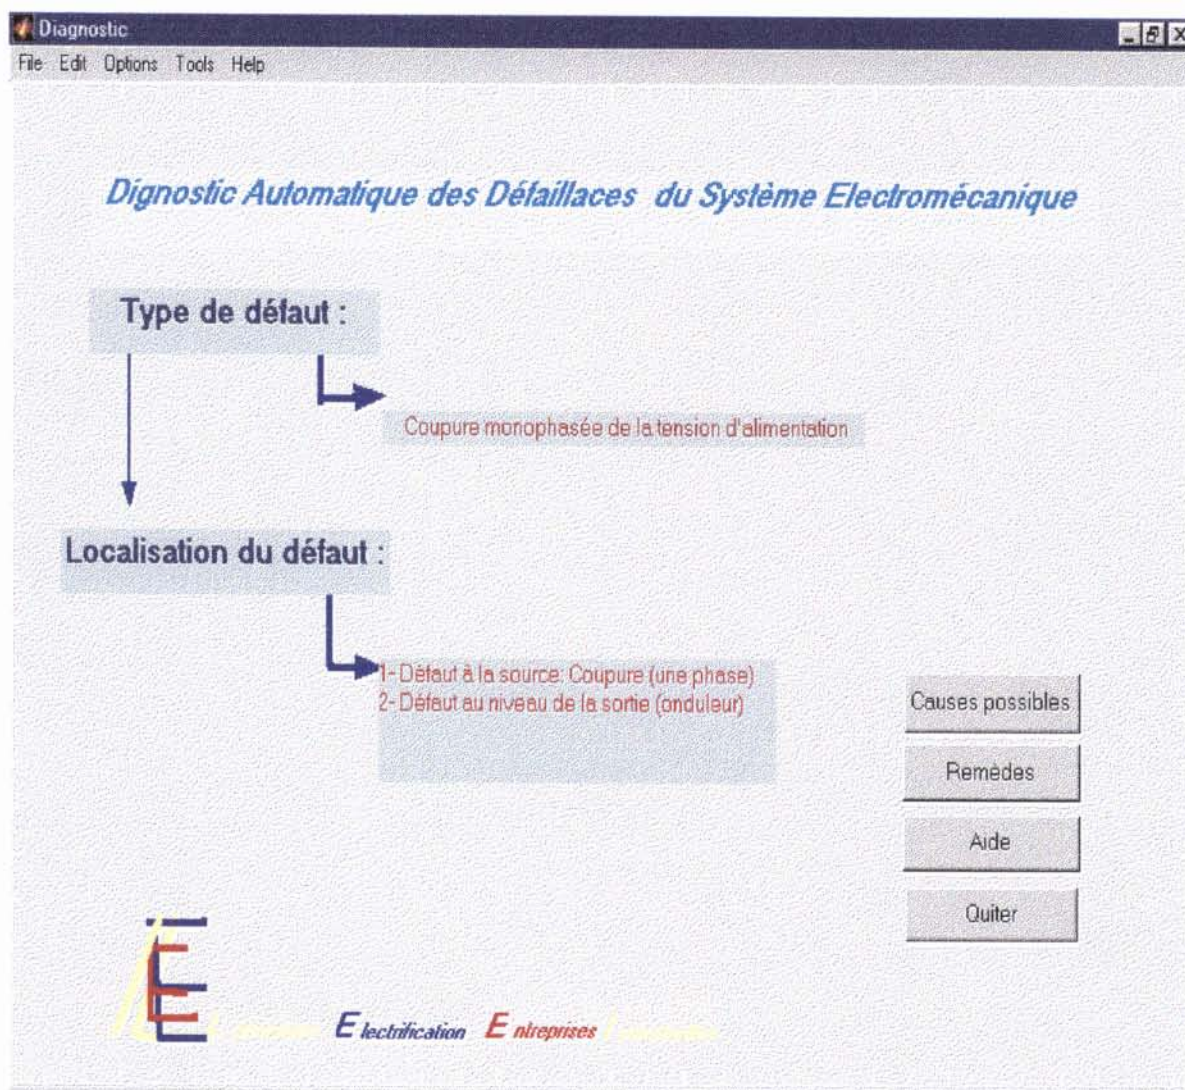 Diagnostic
File Edit Options Tools Help
Dignostic Automatique des Défaillaces du Système Electromécanique
Type de défaut :
Coupure monophasée de la tension d'alimentation
Localisation du défaut :
1- Défaut à la source: Coupure (une phase)
2- Défaut au niveau de la sortie (onduleur)
Causes possibles
Remèdes
Aide
Quiter
Electrification Entreprises